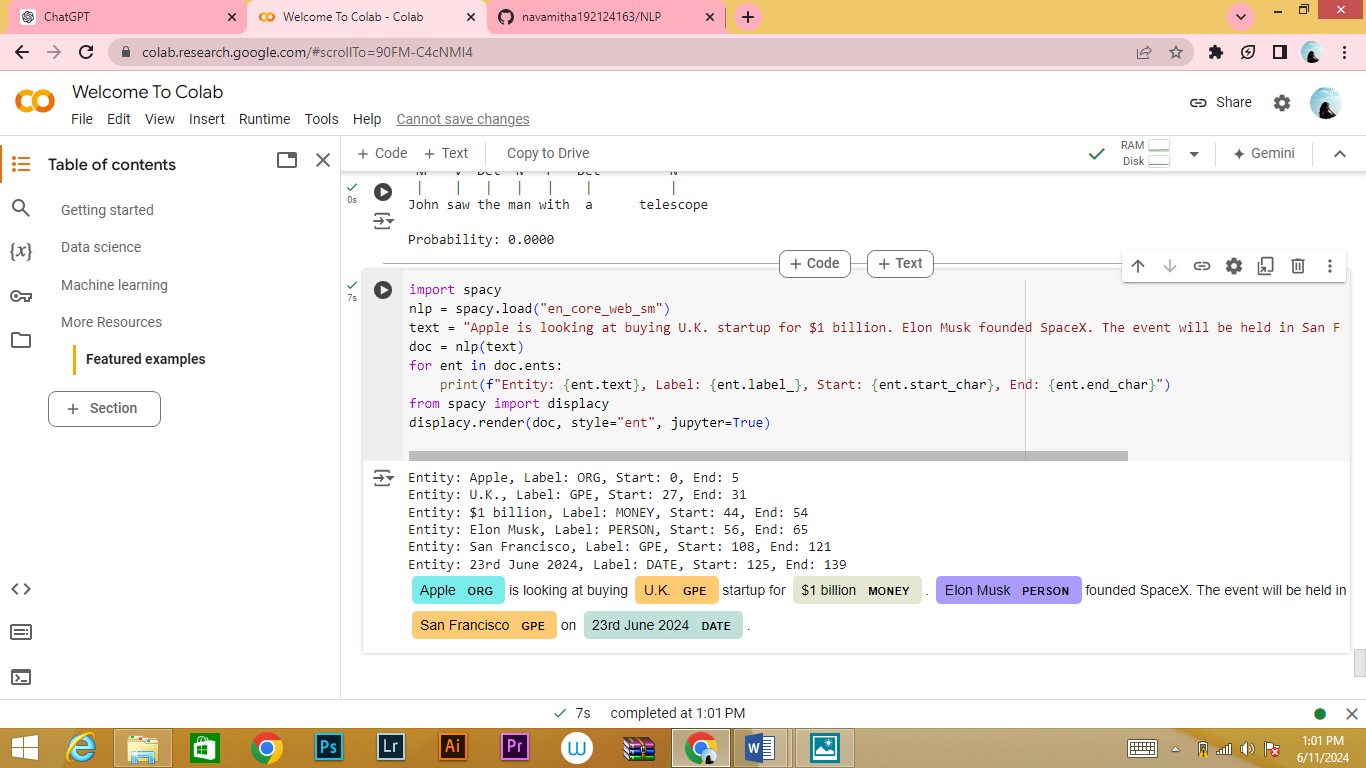 ChatGPT
Welcome To Colab - Colab
navamitha192124163/NLP
colab.research.google.com/#scrollTo=90FM-C4cNMI4
Welcome To Colab
File Edit View Insert Runtime Tools Help Cannot save changes
Share
Table of contents
Getting started
Data science
Machine learning
More Resources
Featured examples
+ Section
+ Code + Text Copy to Drive
RAM
Disk
Gemini
0s
John saw the man with a telescope
Probability: 0.0000
+ Code + Text
7s
import spacy
nlp = spacy.load("en_core_web_sm")
text = "Apple is looking at buying U.K. startup for $1 billion. Elon Musk founded SpaceX. The event will be held in San F
doc = nlp(text)
for ent in doc.ents:
    print(f"Entity: {ent.text}, Label: {ent.label_}, Start: {ent.start_char}, End: {ent.end_char}")
from spacy import displacy
displacy.render(doc, style="ent", jupyter=True)
Entity: Apple, Label: ORG, Start: 0, End: 5
Entity: U.K., Label: GPE, Start: 27, End: 31
Entity: $1 billion, Label: MONEY, Start: 44, End: 54
Entity: Elon Musk, Label: PERSON, Start: 56, End: 65
Entity: San Francisco, Label: GPE, Start: 108, End: 121
Entity: 23rd June 2024, Label: DATE, Start: 125, End: 139
Apple ORG is looking at buying U.K. GPE startup for $1 billion MONEY . Elon Musk PERSON founded SpaceX. The event will be held in
San Francisco GPE on 23rd June 2024 DATE .
7s completed at 1:01 PM
Ps Lr Ai Pr W W
1:01 PM
6/11/2024